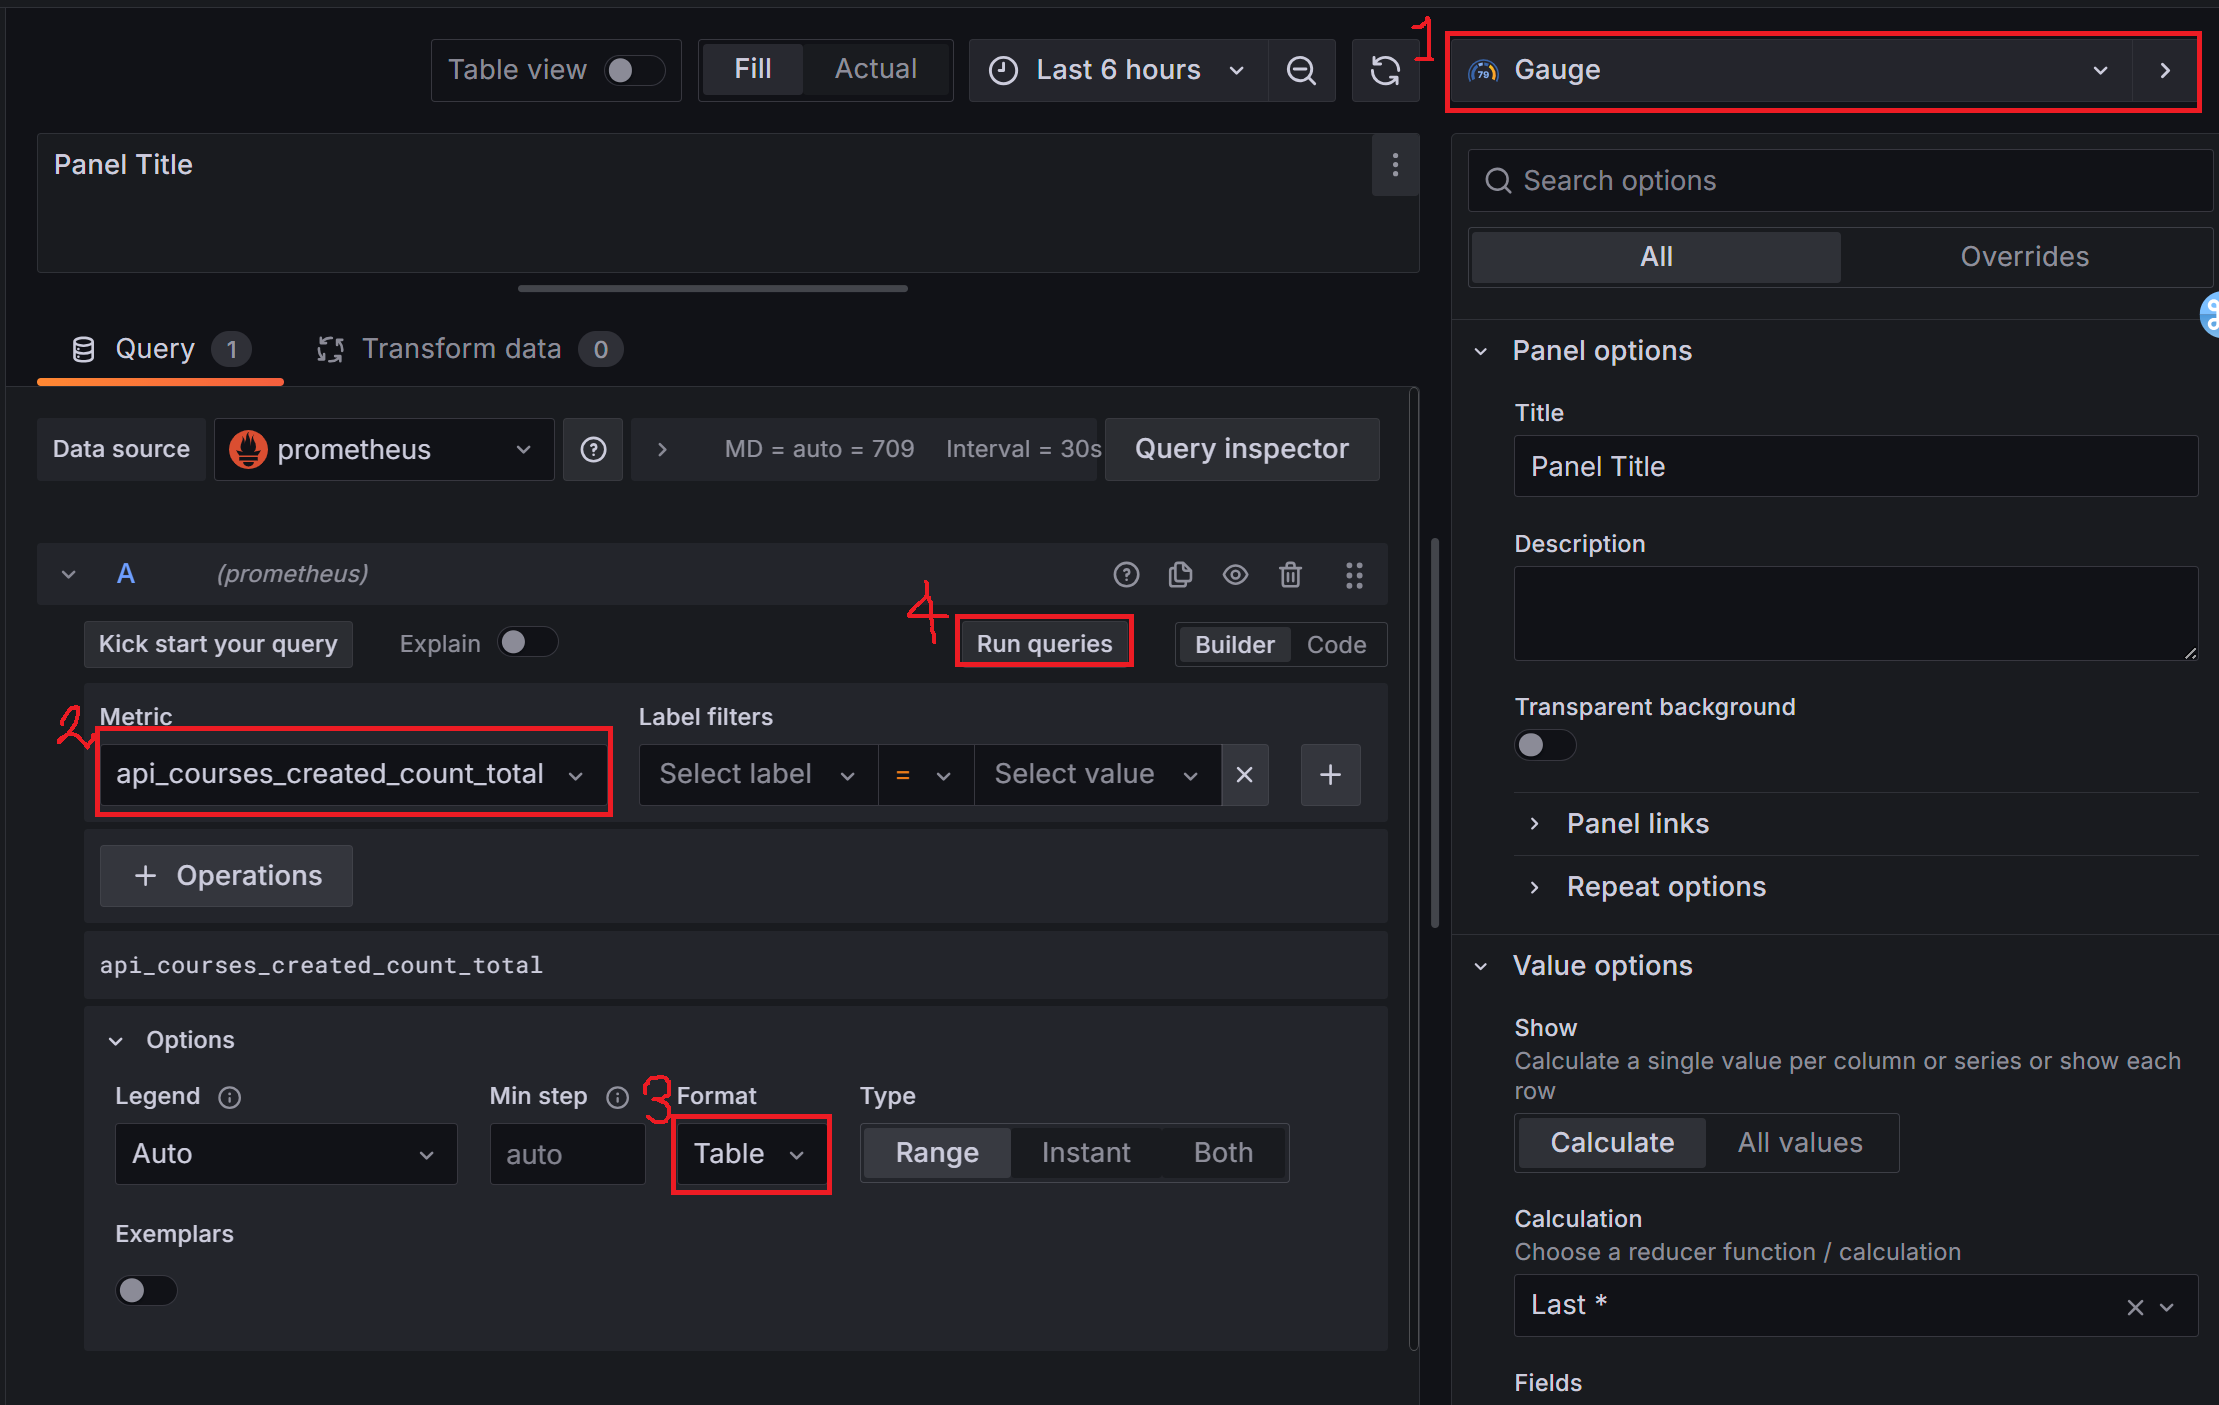 Table view
Fill Actual
Last 6 hours
1
79 Gauge
Panel Title
Search options
All Overrides
Query 1 Transform data 0
Data source prometheus MD = auto = 709 Interval = 30s Query inspector
A (prometheus)
4
Kick start your query Explain Run queries Builder Code
2
Metric Label filters
api_courses_created_count_total Select label = Select value
+ Operations
api_courses_created_count_total
Options
Legend Min step 3 Format Type
Auto auto Table Range Instant Both
Exemplars
Panel options
Title
Panel Title
Description
Transparent background
Panel links
Repeat options
Value options
Show
Calculate a single value per column or series or show each
row
Calculate All values
Calculation
Choose a reducer function / calculation
Last *
Fields